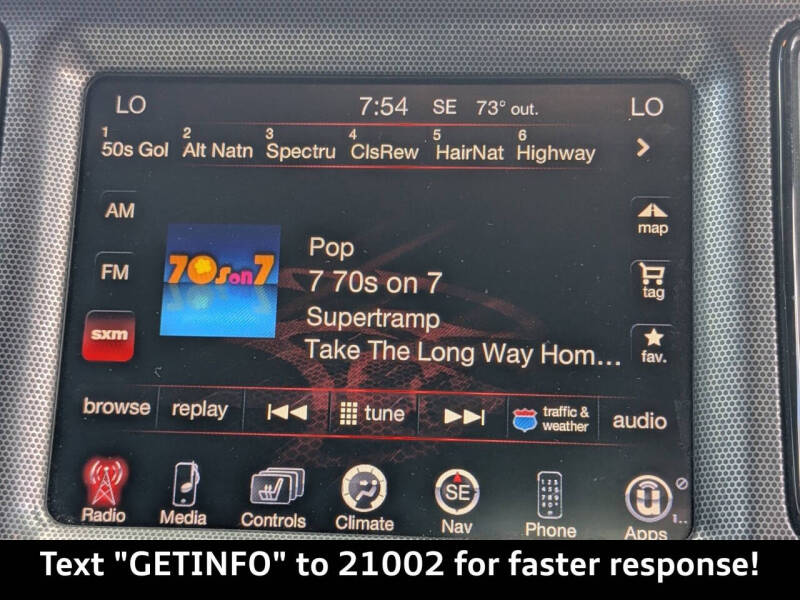 LO 7:54 SE 73° out. LO
1 2 3 4 5 6
50s Gol Alt Natn Spectru ClsRew HairNat Highway
AM
map
Pop
70s on 7
FM
7 70s on 7
tag
Supertramp
sxm
Take The Long Way Hom...
fav.
browse replay tune traffic & weather audio
SE
Radio Media Controls Climate Nav Phone Apps
1..
Text "GETINFO" to 21002 for faster response!